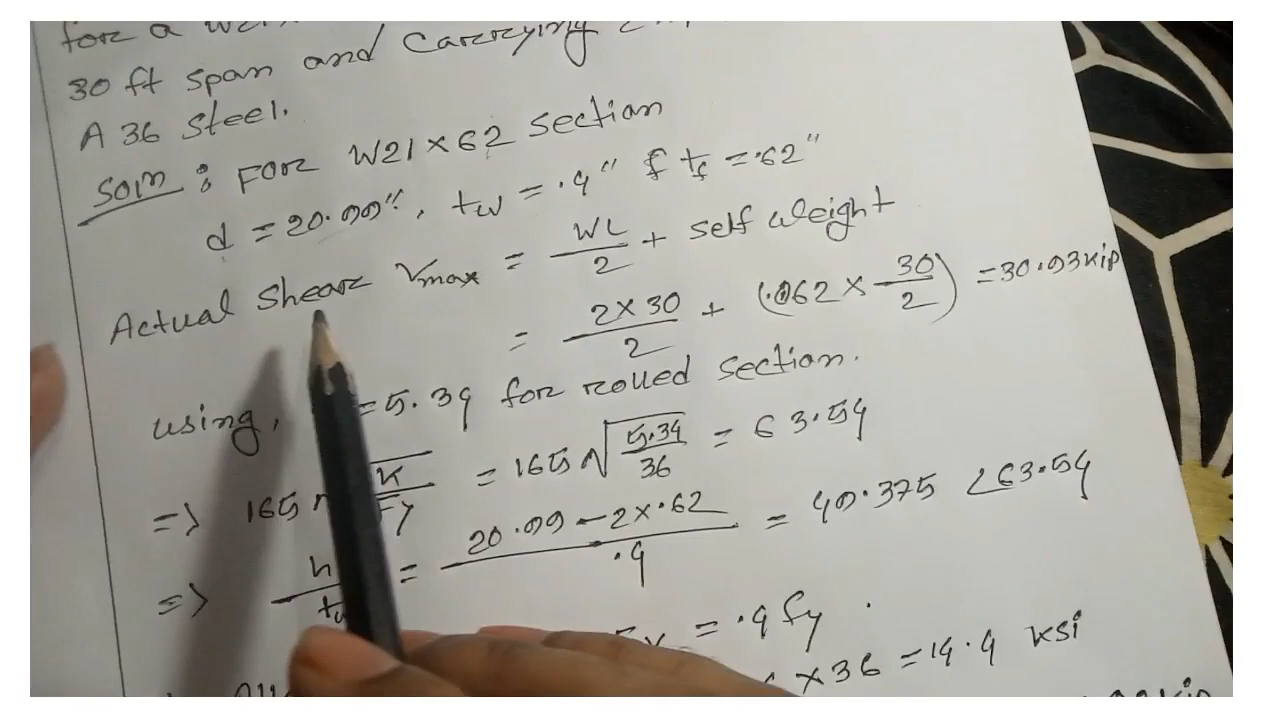 for a
30 ft span and carrying
A 36 steel.
Soln : For W21×62 section
d = 20.99", tw = .4" & tf = .62"
Actual shear Vmax = WL/2 + self weight
= 2×30/2 + (.062 × 30/2) = 30.93 kip
using, = 5.34 for rolled section.
=> 165 √ K/Fy = 165 √ 5.34/36 = 63.54
=> h/tw = 20.99 – 2×.62/.4 = 49.375 < 63.54
= .4 fy
× 36 = 14.4 ksi